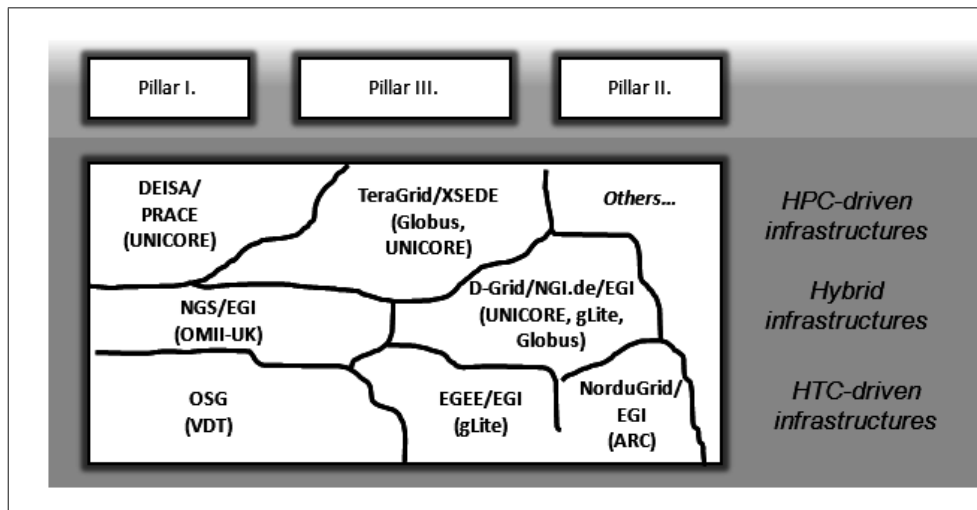 Pillar I.
Pillar III.
Pillar II.
DEISA/
PRACE
(UNICORE)
TeraGrid/XSEDE
(Globus,
UNICORE)
Others...
HPC-driven
infrastructures
NGS/EGI
(OMII-UK)
D-Grid/NGI.de/EGI
(UNICORE, gLite,
Globus)
Hybrid
infrastructures
OSG
(VDT)
EGEE/EGI
(gLite)
NorduGrid/
EGI
(ARC)
HTC-driven
infrastructures